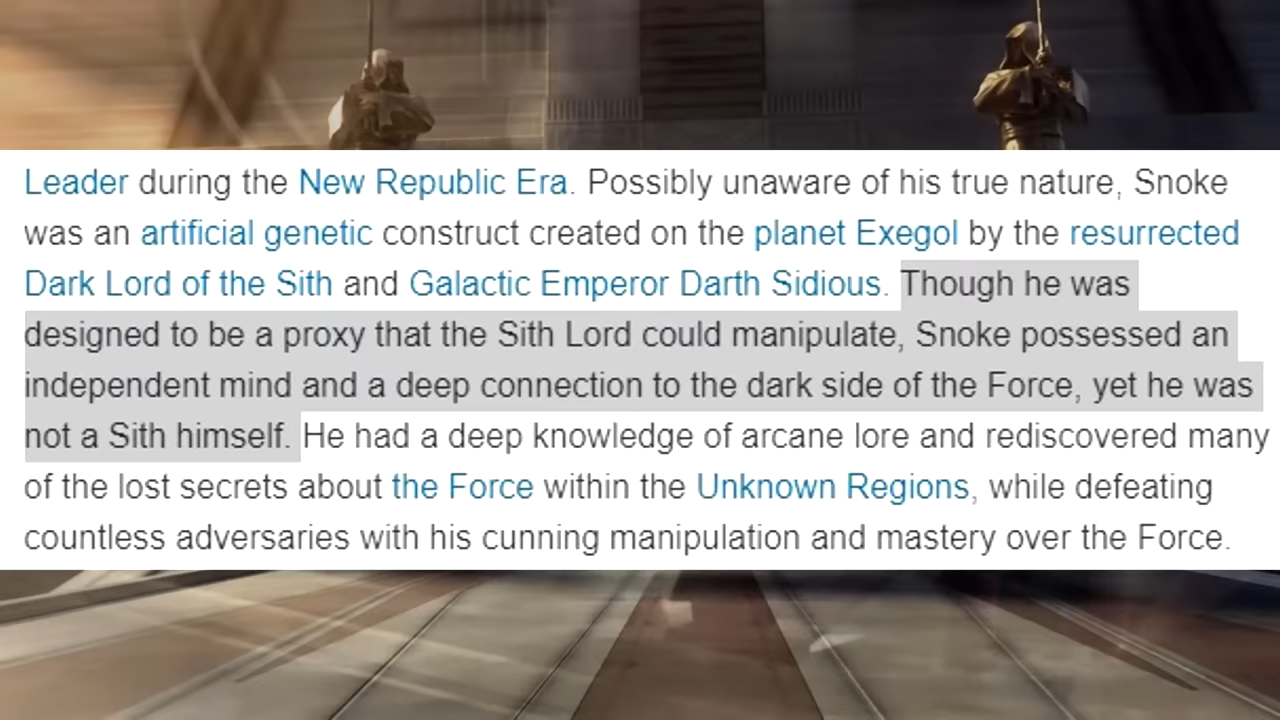 Leader during the New Republic Era. Possibly unaware of his true nature, Snoke
was an artificial genetic construct created on the planet Exegol by the resurrected
Dark Lord of the Sith and Galactic Emperor Darth Sidious. Though he was
designed to be a proxy that the Sith Lord could manipulate, Snoke possessed an
independent mind and a deep connection to the dark side of the Force, yet he was
not a Sith himself. He had a deep knowledge of arcane lore and rediscovered many
of the lost secrets about the Force within the Unknown Regions, while defeating
countless adversaries with his cunning manipulation and mastery over the Force.